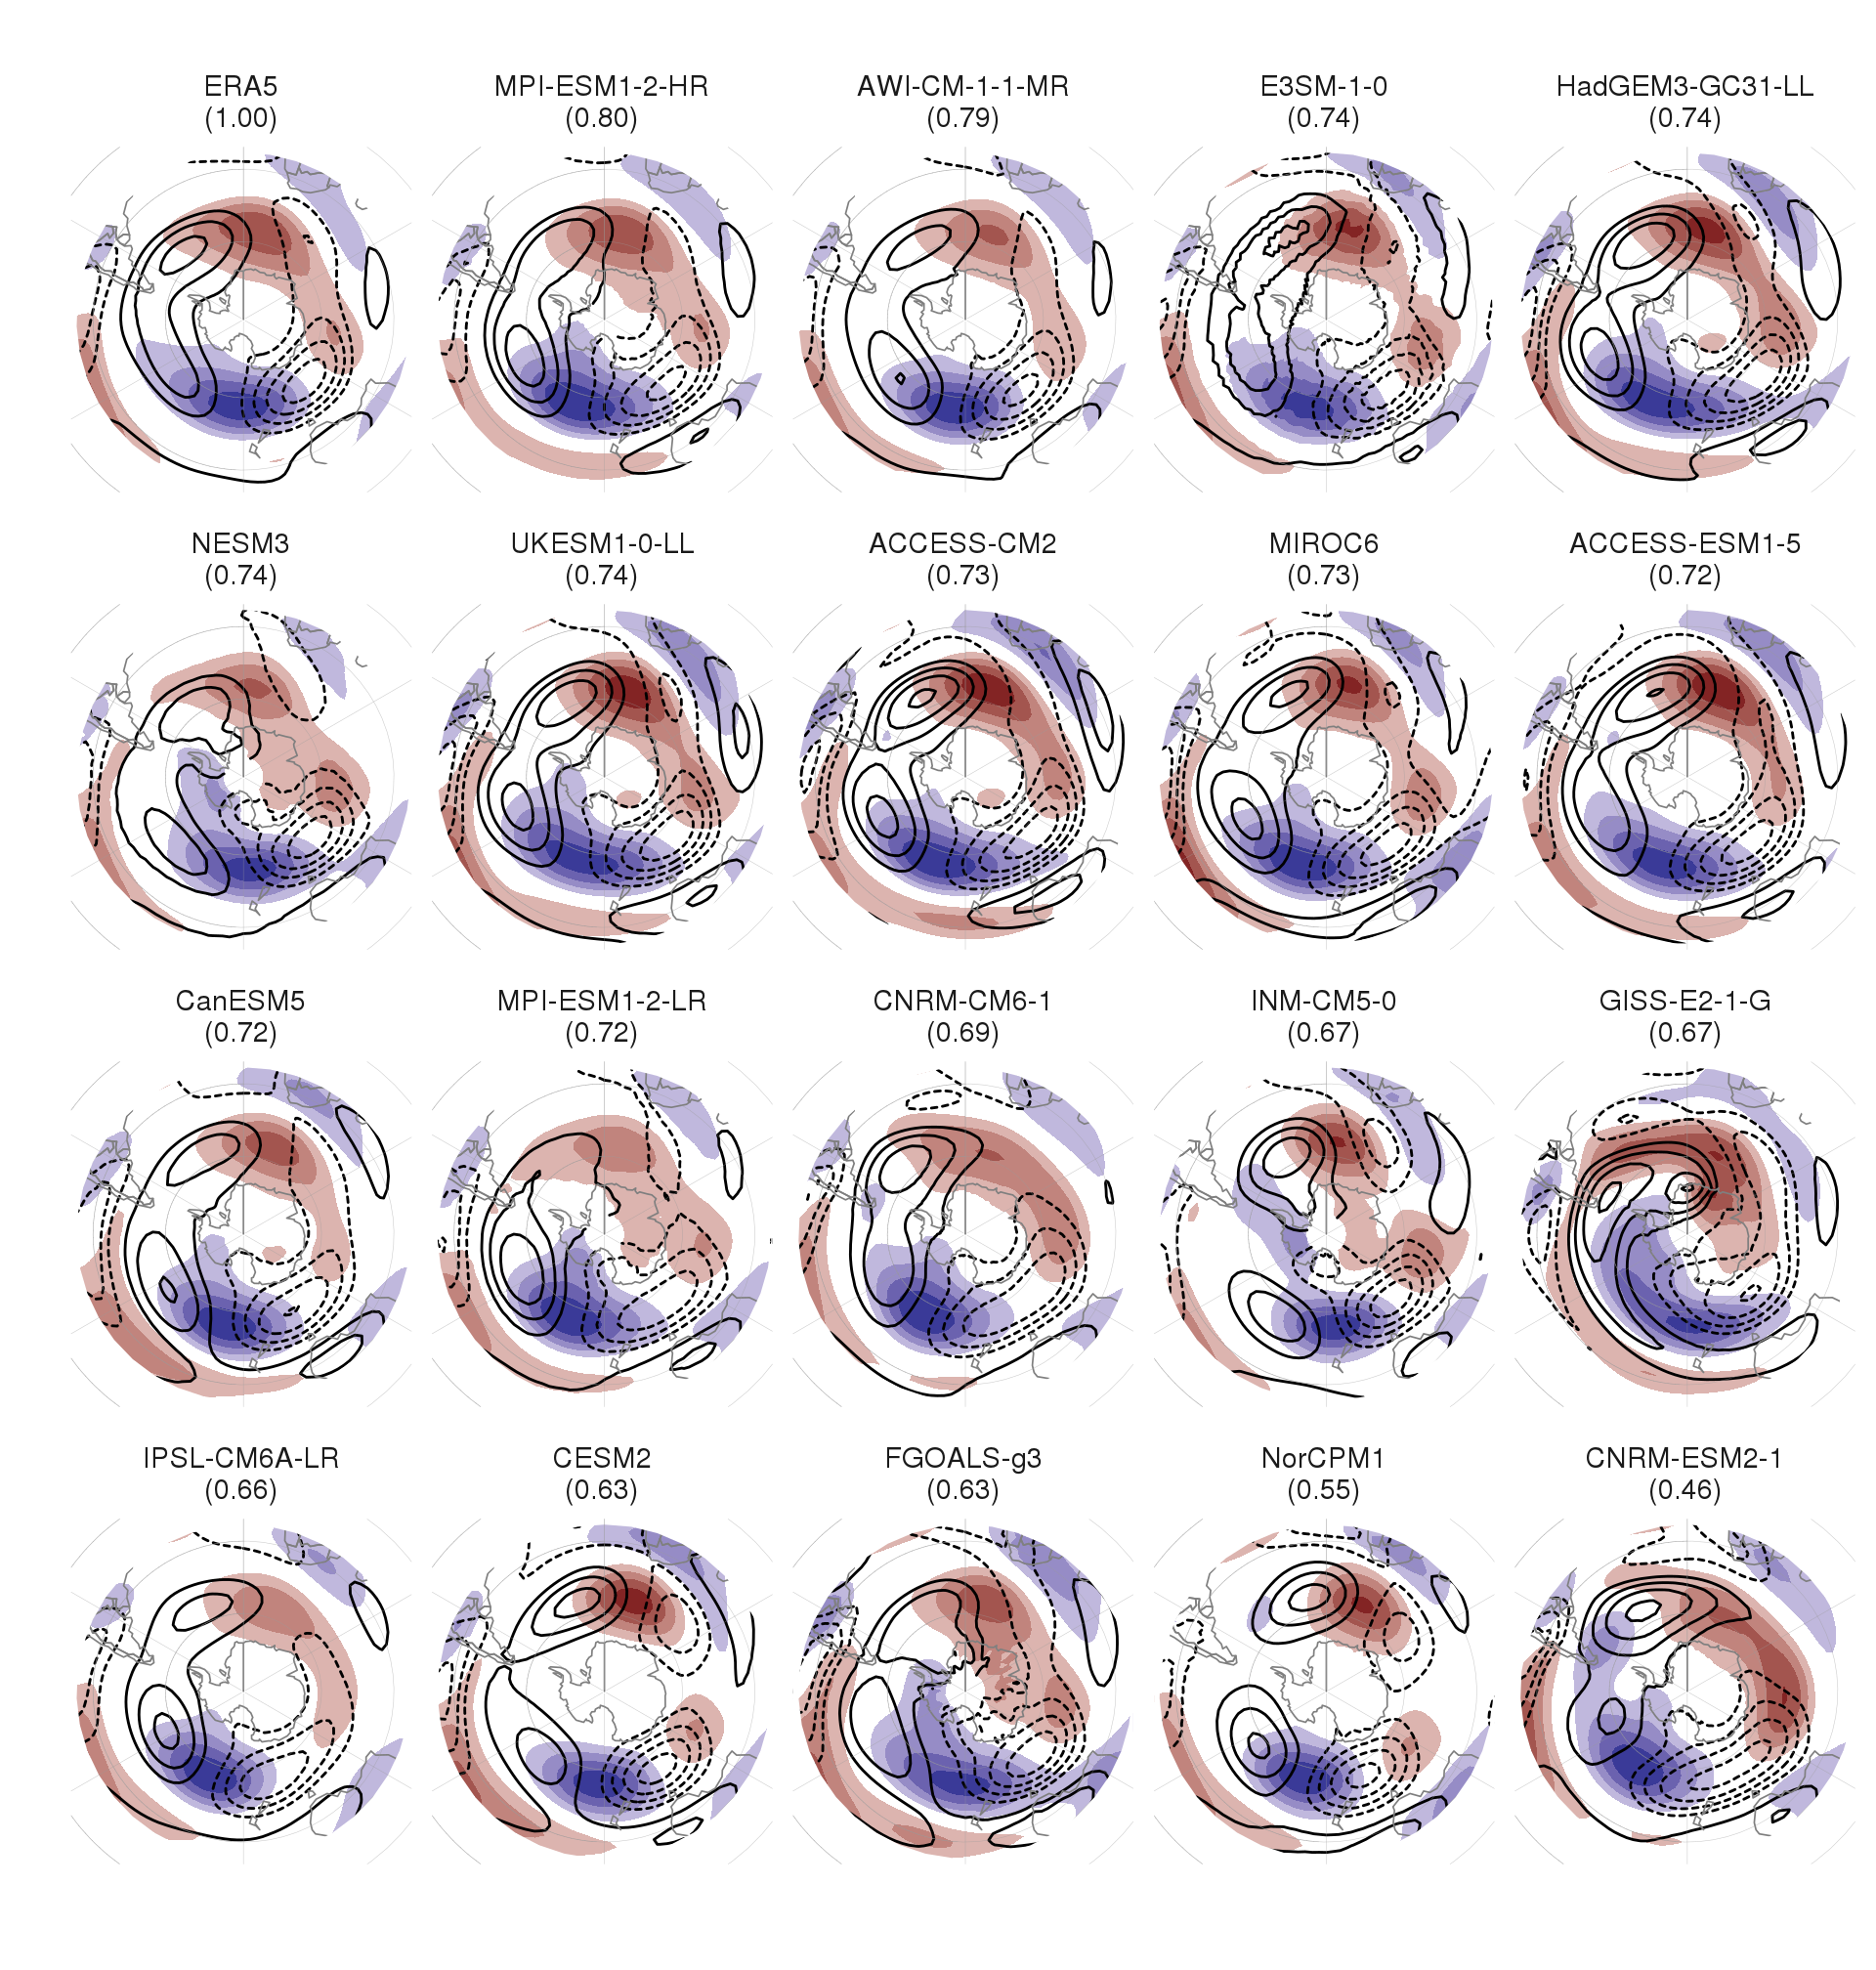 ERA5
(1.00)
MPI-ESM1-2-HR
(0.80)
AWI-CM-1-1-MR
(0.79)
E3SM-1-0
(0.74)
HadGEM3-GC31-LL
(0.74)
NESM3
(0.74)
UKESM1-0-LL
(0.74)
ACCESS-CM2
(0.73)
MIROC6
(0.73)
ACCESS-ESM1-5
(0.72)
CanESM5
(0.72)
MPI-ESM1-2-LR
(0.72)
CNRM-CM6-1
(0.69)
INM-CM5-0
(0.67)
GISS-E2-1-G
(0.67)
IPSL-CM6A-LR
(0.66)
CESM2
(0.63)
FGOALS-g3
(0.63)
NorCPM1
(0.55)
CNRM-ESM2-1
(0.46)